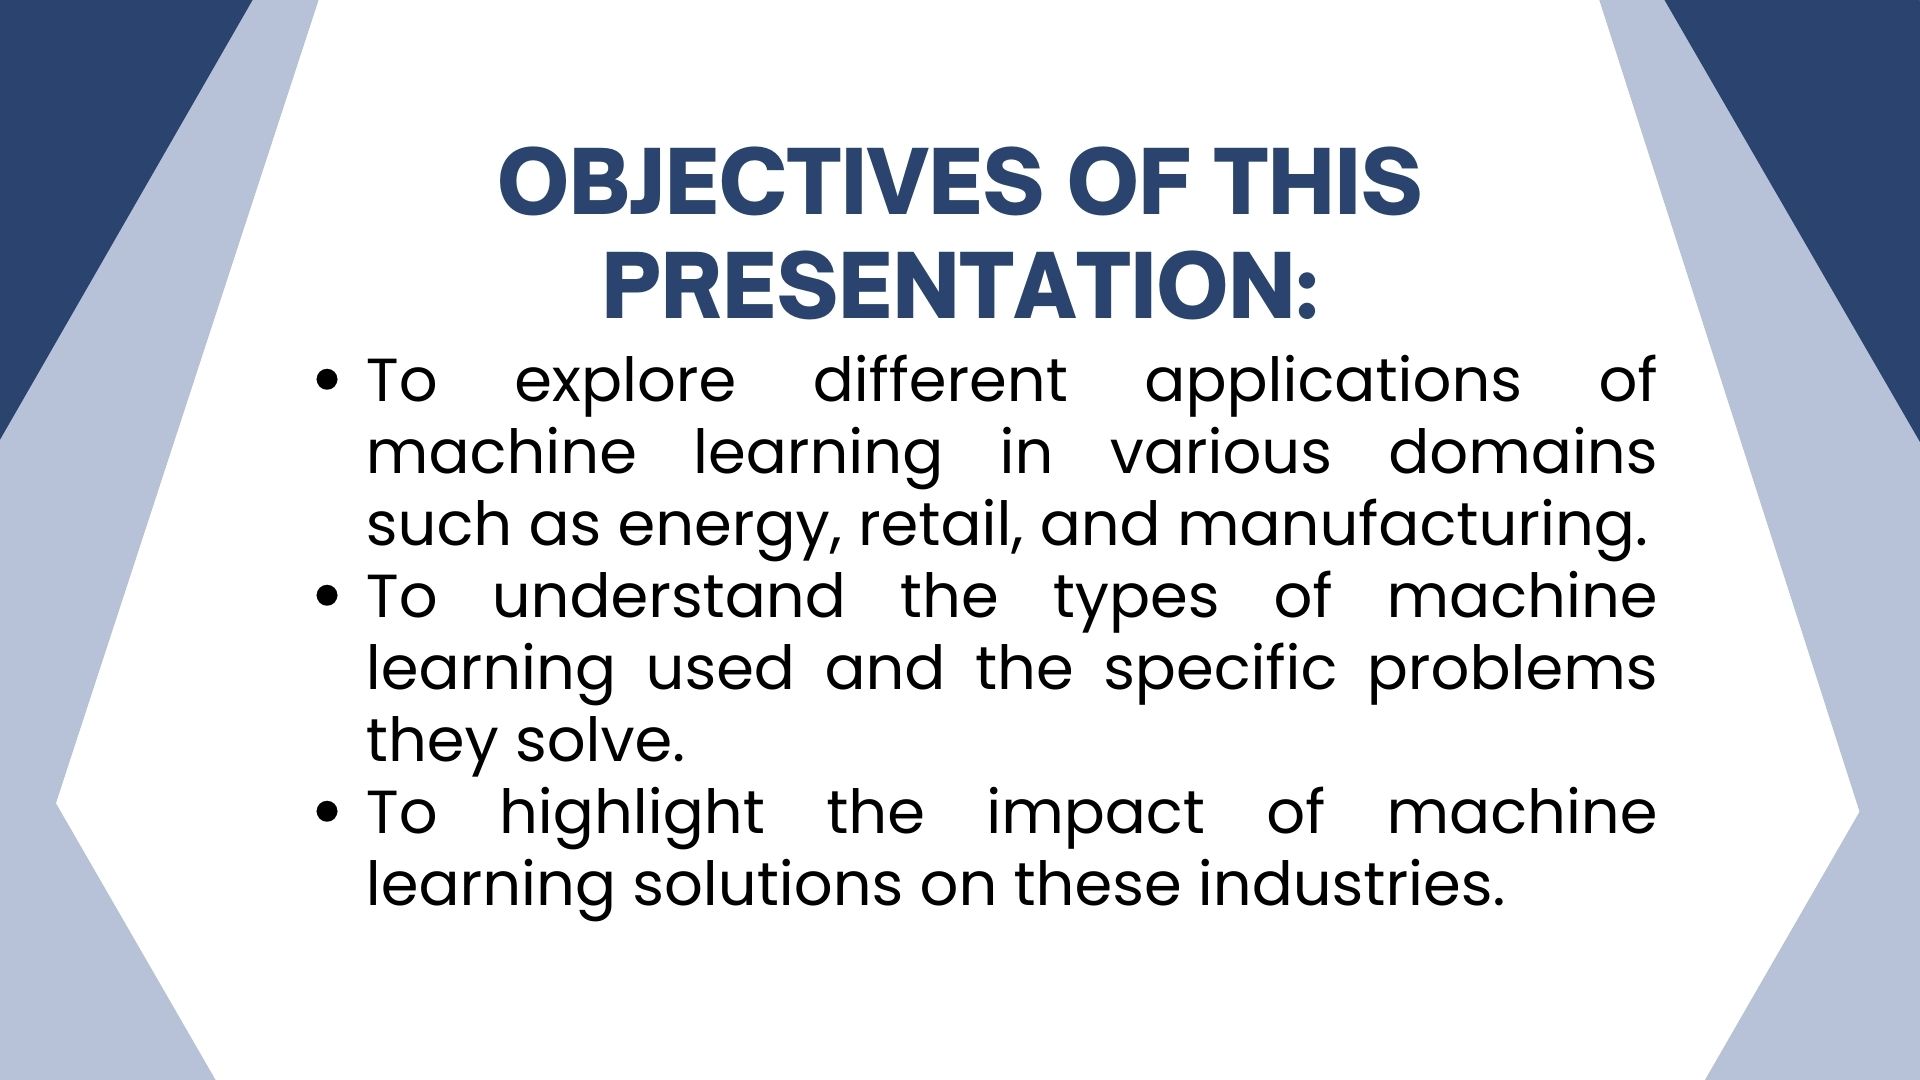 OBJECTIVES OF THIS
PRESENTATION:
• To explore different applications of
machine learning in various domains
such as energy, retail, and manufacturing.
• To understand the types of machine
learning used and the specific problems
they solve.
• To highlight the impact of machine
learning solutions on these industries.